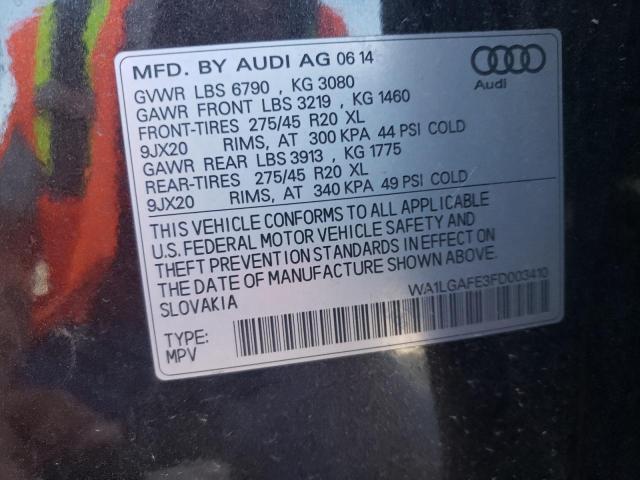 MFD. BY AUDI AG 06 14
GVWR LBS 6790 , KG 3080
GAWR FRONT LBS 3219 , KG 1460
FRONT-TIRES 275/45 R20 XL
9JX20 RIMS, AT 300 KPA 44 PSI COLD
GAWR REAR LBS 3913 , KG 1775
REAR-TIRES 275/45 R20 XL
9JX20 RIMS, AT 340 KPA 49 PSI COLD
Audi
THIS VEHICLE CONFORMS TO ALL APPLICABLE
U.S. FEDERAL MOTOR VEHICLE SAFETY AND
THEFT PREVENTION STANDARDS IN EFFECT ON
THE DATE OF MANUFACTURE SHOWN ABOVE.
SLOVAKIA
WA1LGAFE3FD003410
TYPE:
MPV